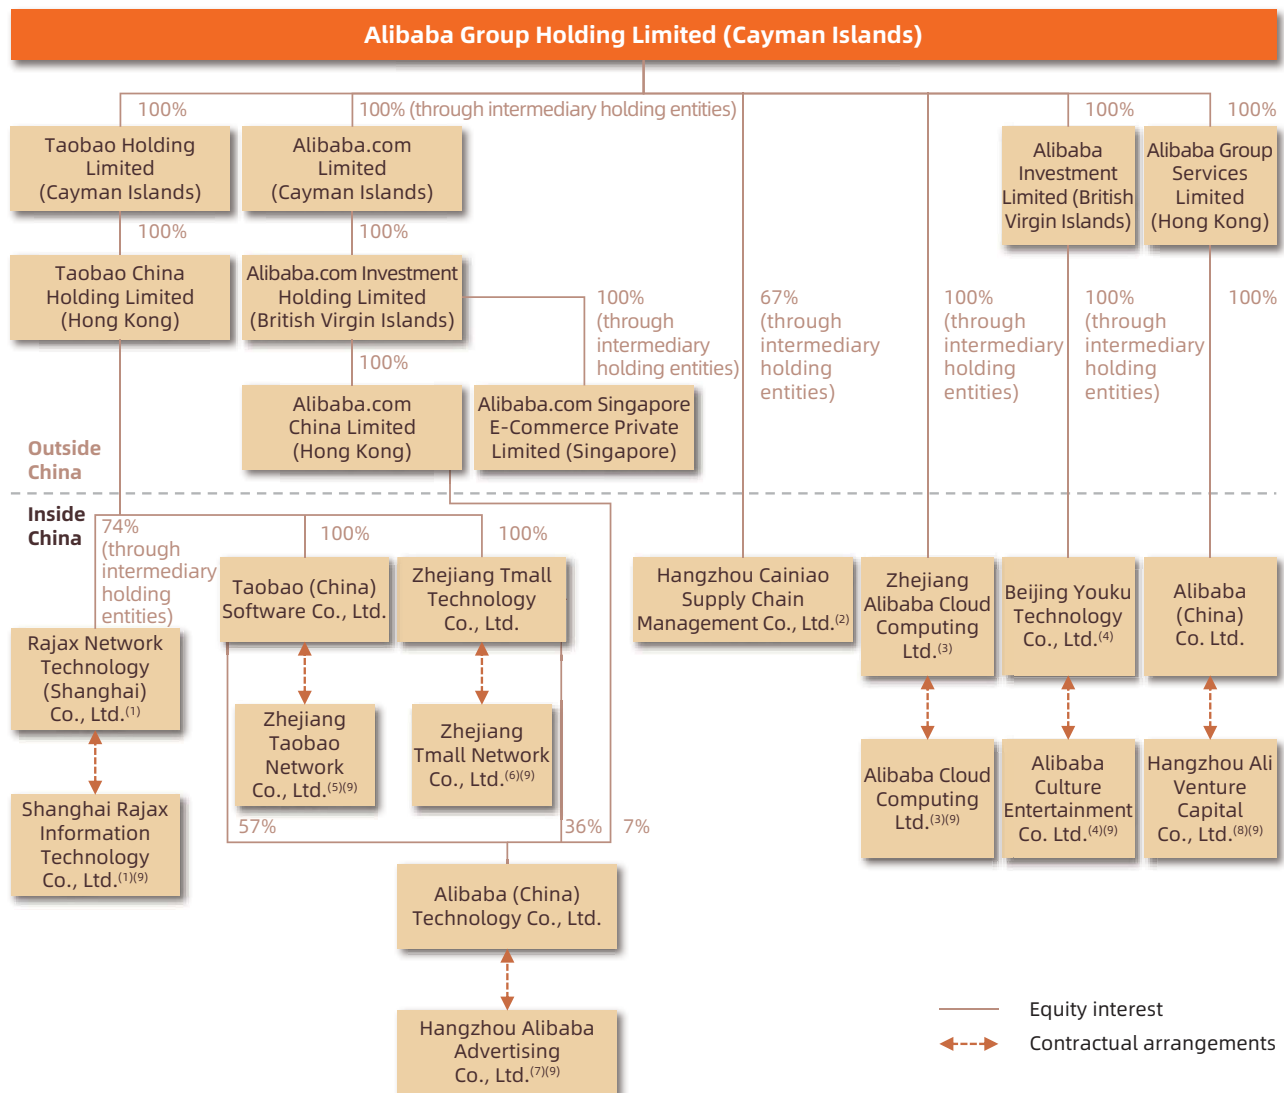 Alibaba Group Holding Limited (Cayman Islands)
100%
100% (through intermediary holding entities)
100%
100%
Taobao Holding
Limited
(Cayman Islands)
Alibaba.com
Limited
(Cayman Islands)
Alibaba
Investment
Limited (British
Virgin Islands)
Alibaba Group
Services
Limited
(Hong Kong)
100%
100%
Taobao China
Holding Limited
(Hong Kong)
Alibaba.com Investment
Holding Limited
(British Virgin Islands)
100%
(through
intermediary
holding entities)
67%
(through
intermediary
holding
entities)
100%
(through
intermediary
holding
entities)
100%
(through
intermediary
holding
entities)
100%
100%
Alibaba.com
China Limited
(Hong Kong)
Alibaba.com Singapore
E-Commerce Private
Limited (Singapore)
Outside
China
Inside
China
74%
(through
intermediary
holding
entities)
100%
100%
Taobao (China)
Software Co., Ltd.
Zhejiang Tmall
Technology
Co., Ltd.
Hangzhou Cainiao
Supply Chain
Management Co., Ltd.(2)
Zhejiang
Alibaba Cloud
Computing
Ltd.(3)
Beijing Youku
Technology
Co., Ltd.(4)
Alibaba
(China)
Co. Ltd.
Rajax Network
Technology
(Shanghai)
Co., Ltd.(1)
Zhejiang
Taobao
Network
Co., Ltd.(5)(9)
Zhejiang
Tmall Network
Co., Ltd.(6)(9)
Alibaba Cloud
Computing
Ltd.(3)(9)
Alibaba
Culture
Entertainment
Co. Ltd.(4)(9)
Hangzhou Ali
Venture
Capital
Co., Ltd.(8)(9)
Shanghai Rajax
Information
Technology
Co., Ltd.(1)(9)
57%
36%
7%
Alibaba (China)
Technology Co., Ltd.
Hangzhou Alibaba
Advertising
Co., Ltd.(7)(9)
Equity interest
Contractual arrangements